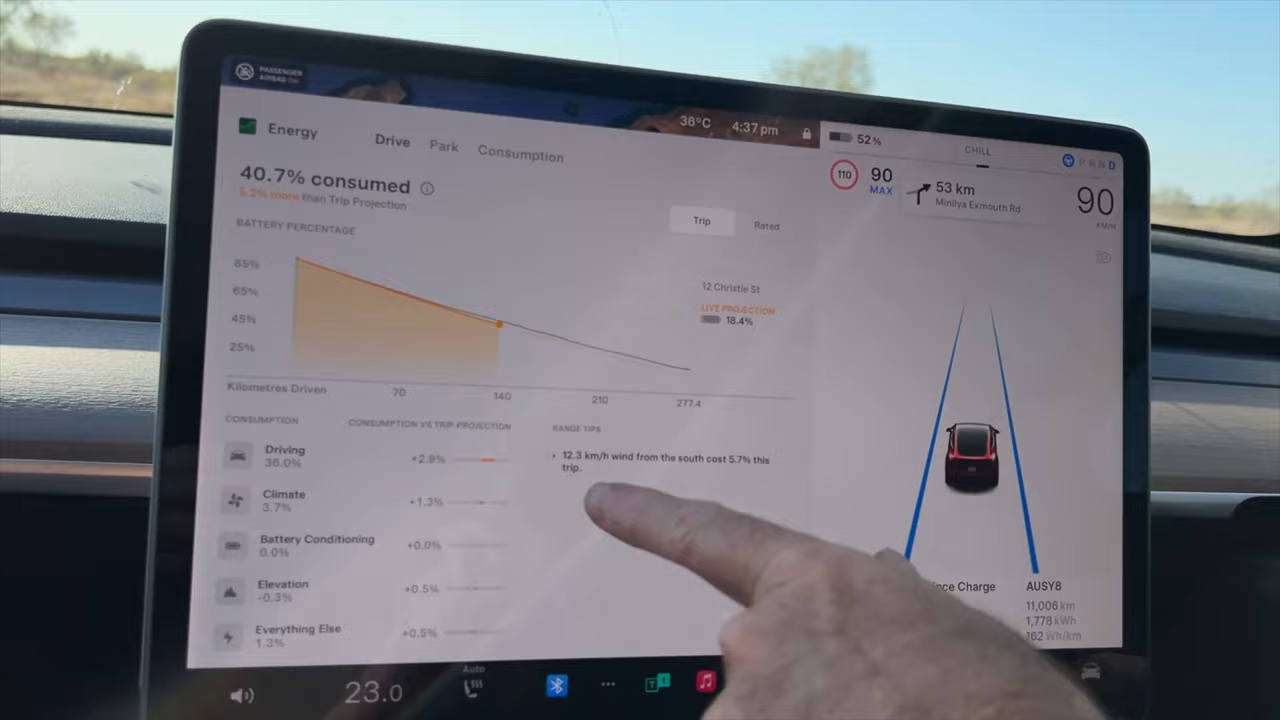 PASSENGER
AIRBAG ON
36°C 4:37 pm
52 %
CHILL
P R N D
Energy Drive Park Consumption
40.7% consumed
5.2% more than Trip Projection
110
90
MAX
53 km
Minilya Exmouth Rd
90
KM/H
Trip Rated
BATTERY PERCENTAGE
85%
65%
45%
25%
12 Christie St
LIVE PROJECTION
18.4%
Kilometres Driven 70 140 210 277.4
CONSUMPTION CONSUMPTION VS TRIP PROJECTION RANGE TIPS
Driving
36.0%
+2.9%
• 12.3 km/h wind from the south cost 5.7% this
trip.
Climate
3.7%
+1.3%
Battery Conditioning
0.0%
+0.0%
Elevation
-0.3%
+0.5%
Everything Else
1.3%
+0.5%
Charge AUSY8
11,006 km
1,778 kWh
162 Wh/km
23.0
Auto